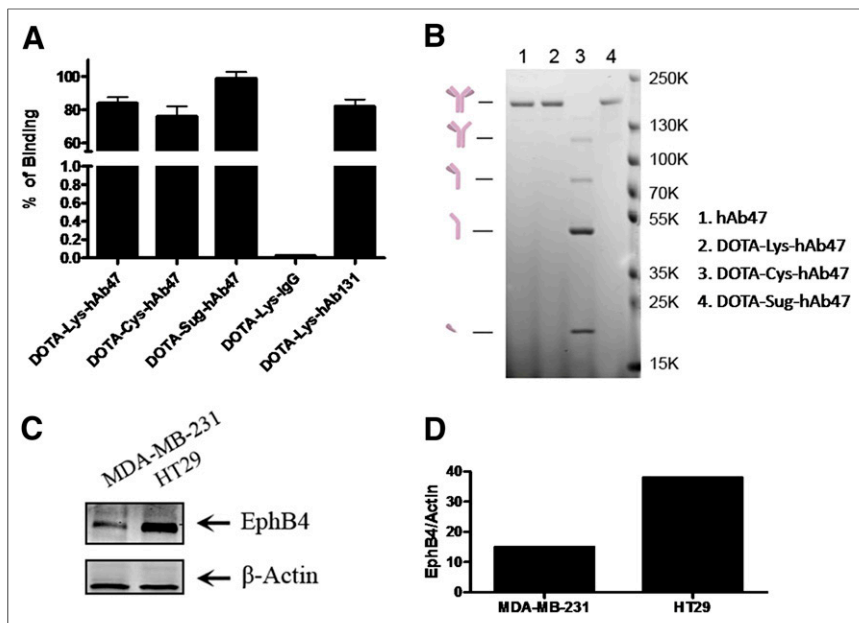 A
% of Binding
100
80
60
1.0
0.8
0.6
0.4
0.2
0.0
DOTA-Lys-hAb47
DOTA-Cys-hAb47
DOTA-Sug-hAb47
DOTA-Lys-IgG
DOTA-Lys-hAb131
B
1 2 3 4
250K
130K
100K
70K
55K
35K
25K
15K
1. hAb47
2. DOTA-Lys-hAb47
3. DOTA-Cys-hAb47
4. DOTA-Sug-hAb47
C
MDA-MB-231
HT29
EphB4
β-Actin
D
EphB4/Actin
40
30
20
10
0
MDA-MB-231 HT29